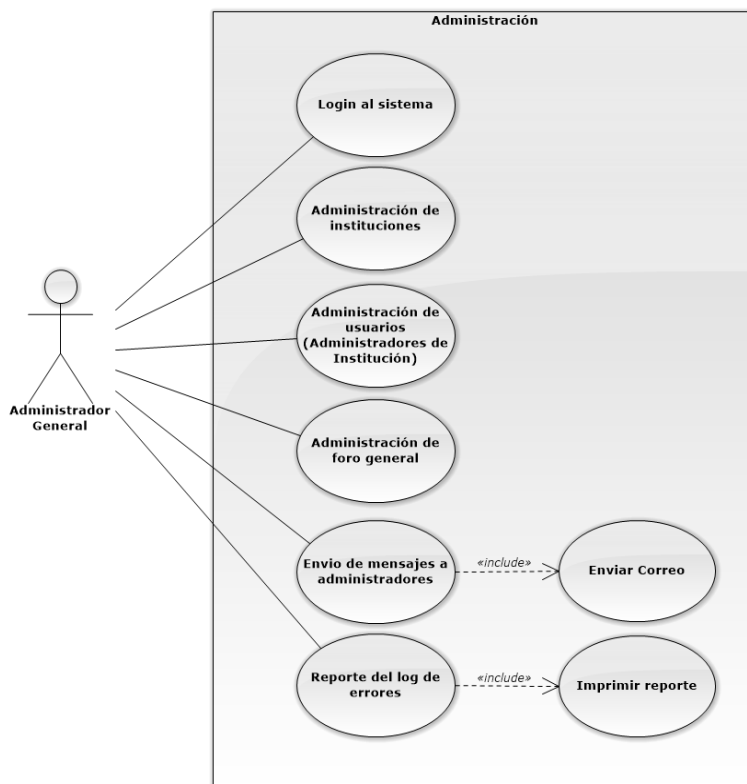 Administración
Login al sistema
Administración de
instituciones
Administración de
usuarios
(Administradores de
Institución)
Administrador
General
Administración de
foro general
Envio de mensajes a
administradores
«include»
Enviar Correo
Reporte del log de
errores
«include»
Imprimir reporte